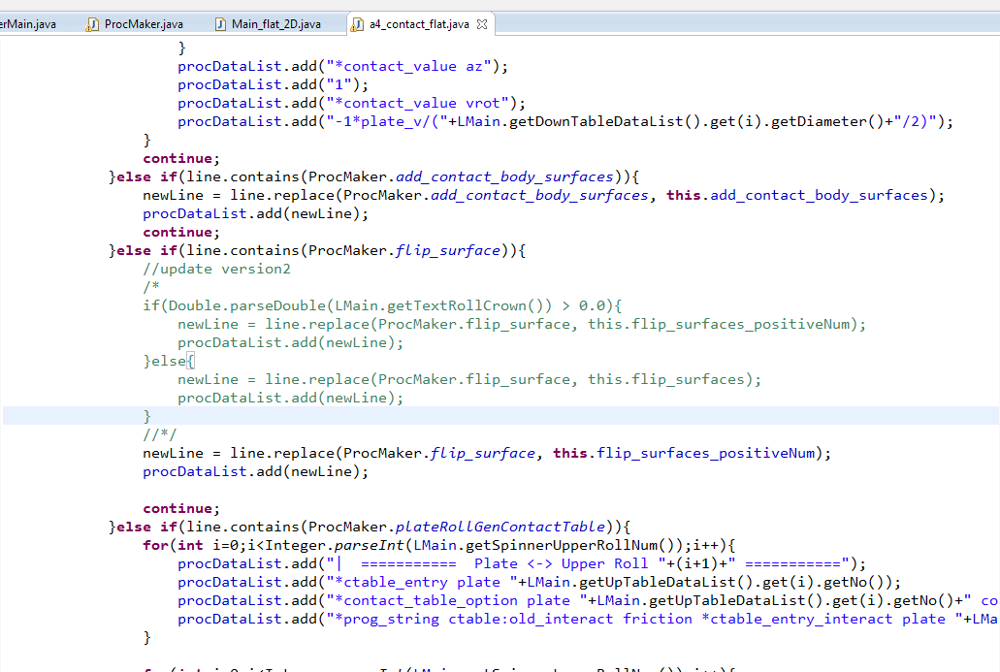 erMain.java ProcMaker.java Main_flat_2D.java a4_contact_flat.java
}
procDataList.add("*contact_value az");
procDataList.add("1");
procDataList.add("*contact_value vrot");
procDataList.add("-1*plate_v/("+LMain.getDownTableDataList().get(i).getDiameter()+"/2)");
}
continue;
}else if(line.contains(ProcMaker.add_contact_body_surfaces)){
newLine = line.replace(ProcMaker.add_contact_body_surfaces, this.add_contact_body_surfaces);
procDataList.add(newLine);
continue;
}else if(line.contains(ProcMaker.flip_surface)){
//update version2
/*
if(Double.parseDouble(LMain.getTextRollCrown()) > 0.0){
newLine = line.replace(ProcMaker.flip_surface, this.flip_surfaces_positiveNum);
procDataList.add(newLine);
}else{
newLine = line.replace(ProcMaker.flip_surface, this.flip_surfaces);
procDataList.add(newLine);
}
//*/
newLine = line.replace(ProcMaker.flip_surface, this.flip_surfaces_positiveNum);
procDataList.add(newLine);
continue;
}else if(line.contains(ProcMaker.plateRollGenContactTable)){
for(int i=0;i<Integer.parseInt(LMain.getSpinnerUpperRollNum());i++){
procDataList.add("| =========== Plate <-> Upper Roll "+(i+1)+" ===========");
procDataList.add("*ctable_entry plate "+LMain.getUpTableDataList().get(i).getNo());
procDataList.add("*contact_table_option plate "+LMain.getUpTableDataList().get(i).getNo()+" co
procDataList.add("*prog_string ctable:old_interact friction *ctable_entry_interact plate "+LMa
}